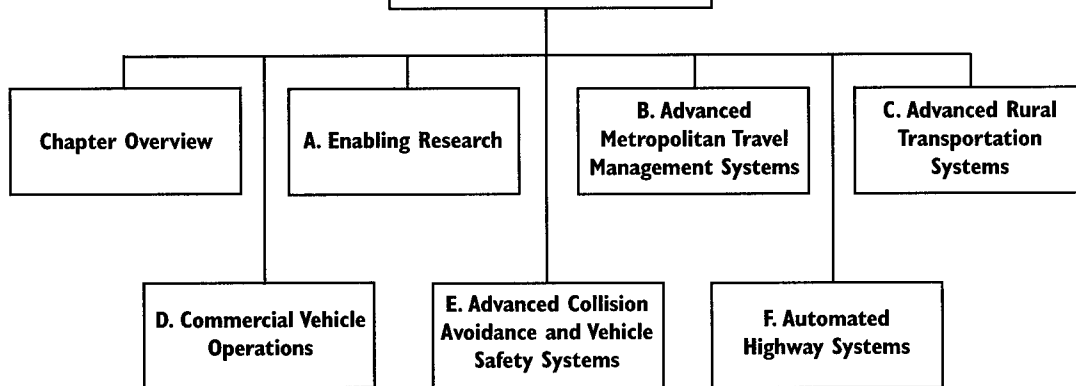 Chapter Overview
A. Enabling Research
B. Advanced
Metropolitan Travel
Management Systems
C. Advanced Rural
Transportation
Systems
D. Commercial Vehicle
Operations
E. Advanced Collision
Avoidance and Vehicle
Safety Systems
F. Automated
Highway Systems